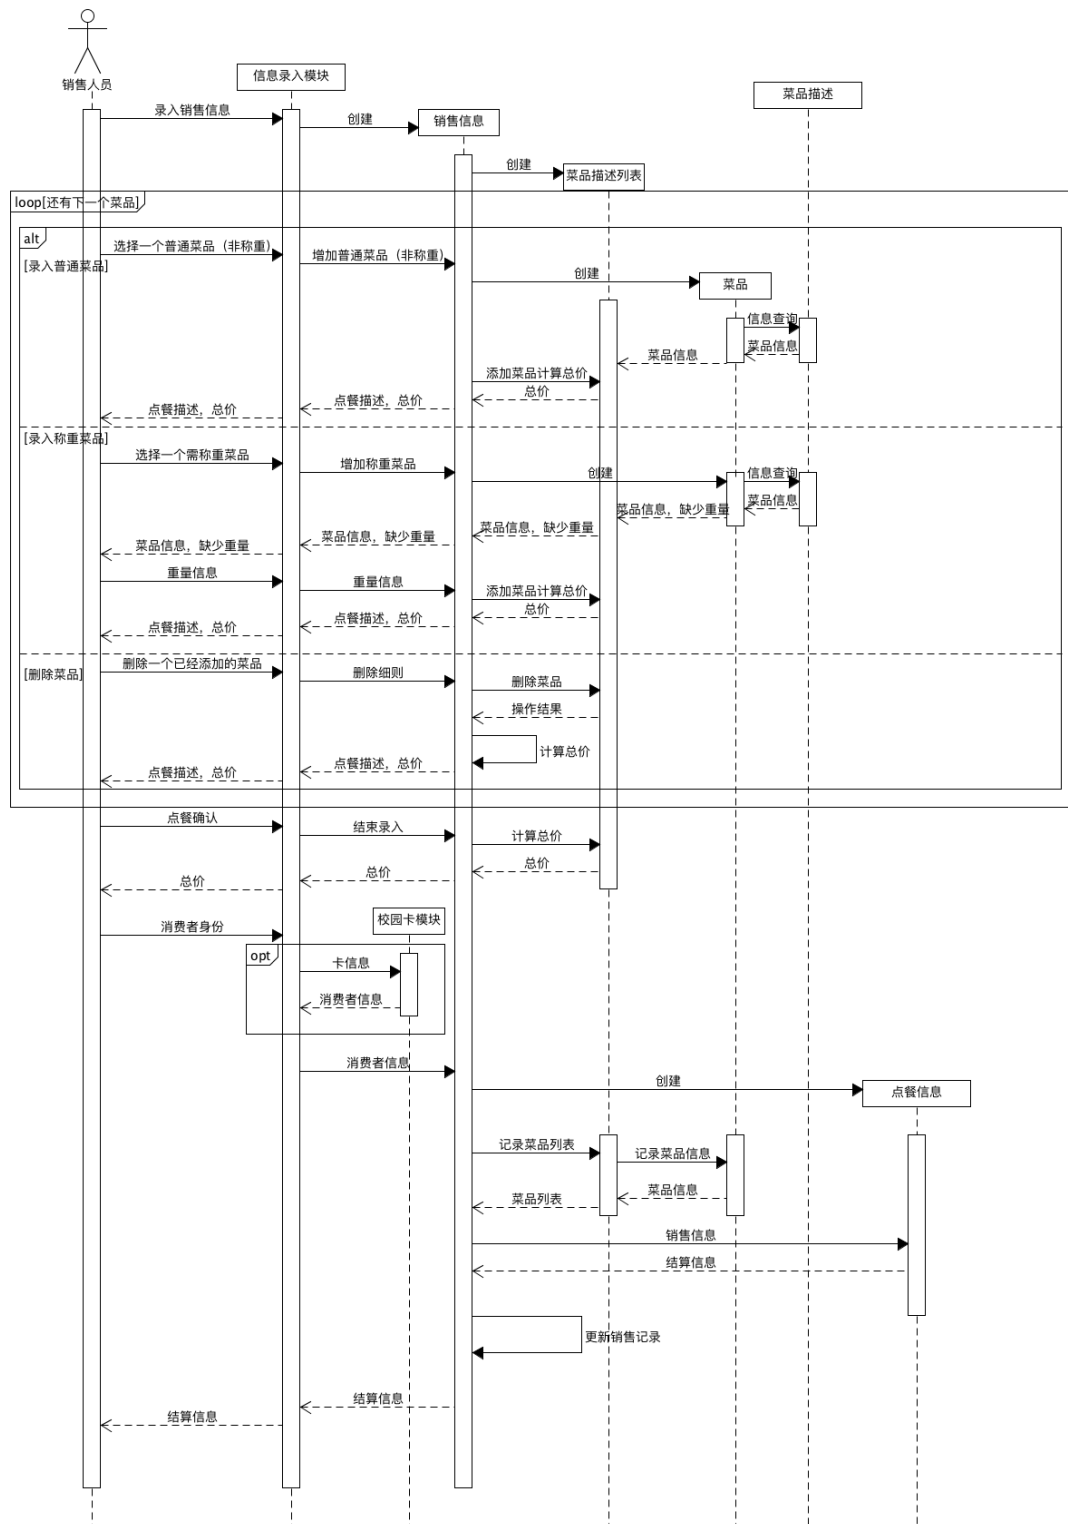 销售人员
信息录入模块
菜品描述
录入销售信息
创建
销售信息
创建
菜品描述列表
loop[还有下一个菜品]
alt
选择一个普通菜品（非称重）
增加普通菜品（非称重）
[录入普通菜品]
创建
菜品
信息查询
菜品信息
菜品信息
添加菜品计算总价
总价
点餐描述，总价
点餐描述，总价
[录入称重菜品]
选择一个需称重菜品
增加称重菜品
创建
信息查询
菜品信息
菜品信息，缺少重量
菜品信息，缺少重量
菜品信息，缺少重量
菜品信息，缺少重量
重量信息
重量信息
添加菜品计算总价
总价
点餐描述，总价
点餐描述，总价
[删除菜品]
删除一个已经添加的菜品
删除细则
删除菜品
操作结果
计算总价
点餐描述，总价
点餐描述，总价
点餐确认
结束录入
计算总价
总价
总价
总价
消费者身份
校园卡模块
opt
卡信息
消费者信息
消费者信息
创建
点餐信息
记录菜品列表
记录菜品信息
菜品信息
菜品列表
销售信息
结算信息
更新销售记录
结算信息
结算信息